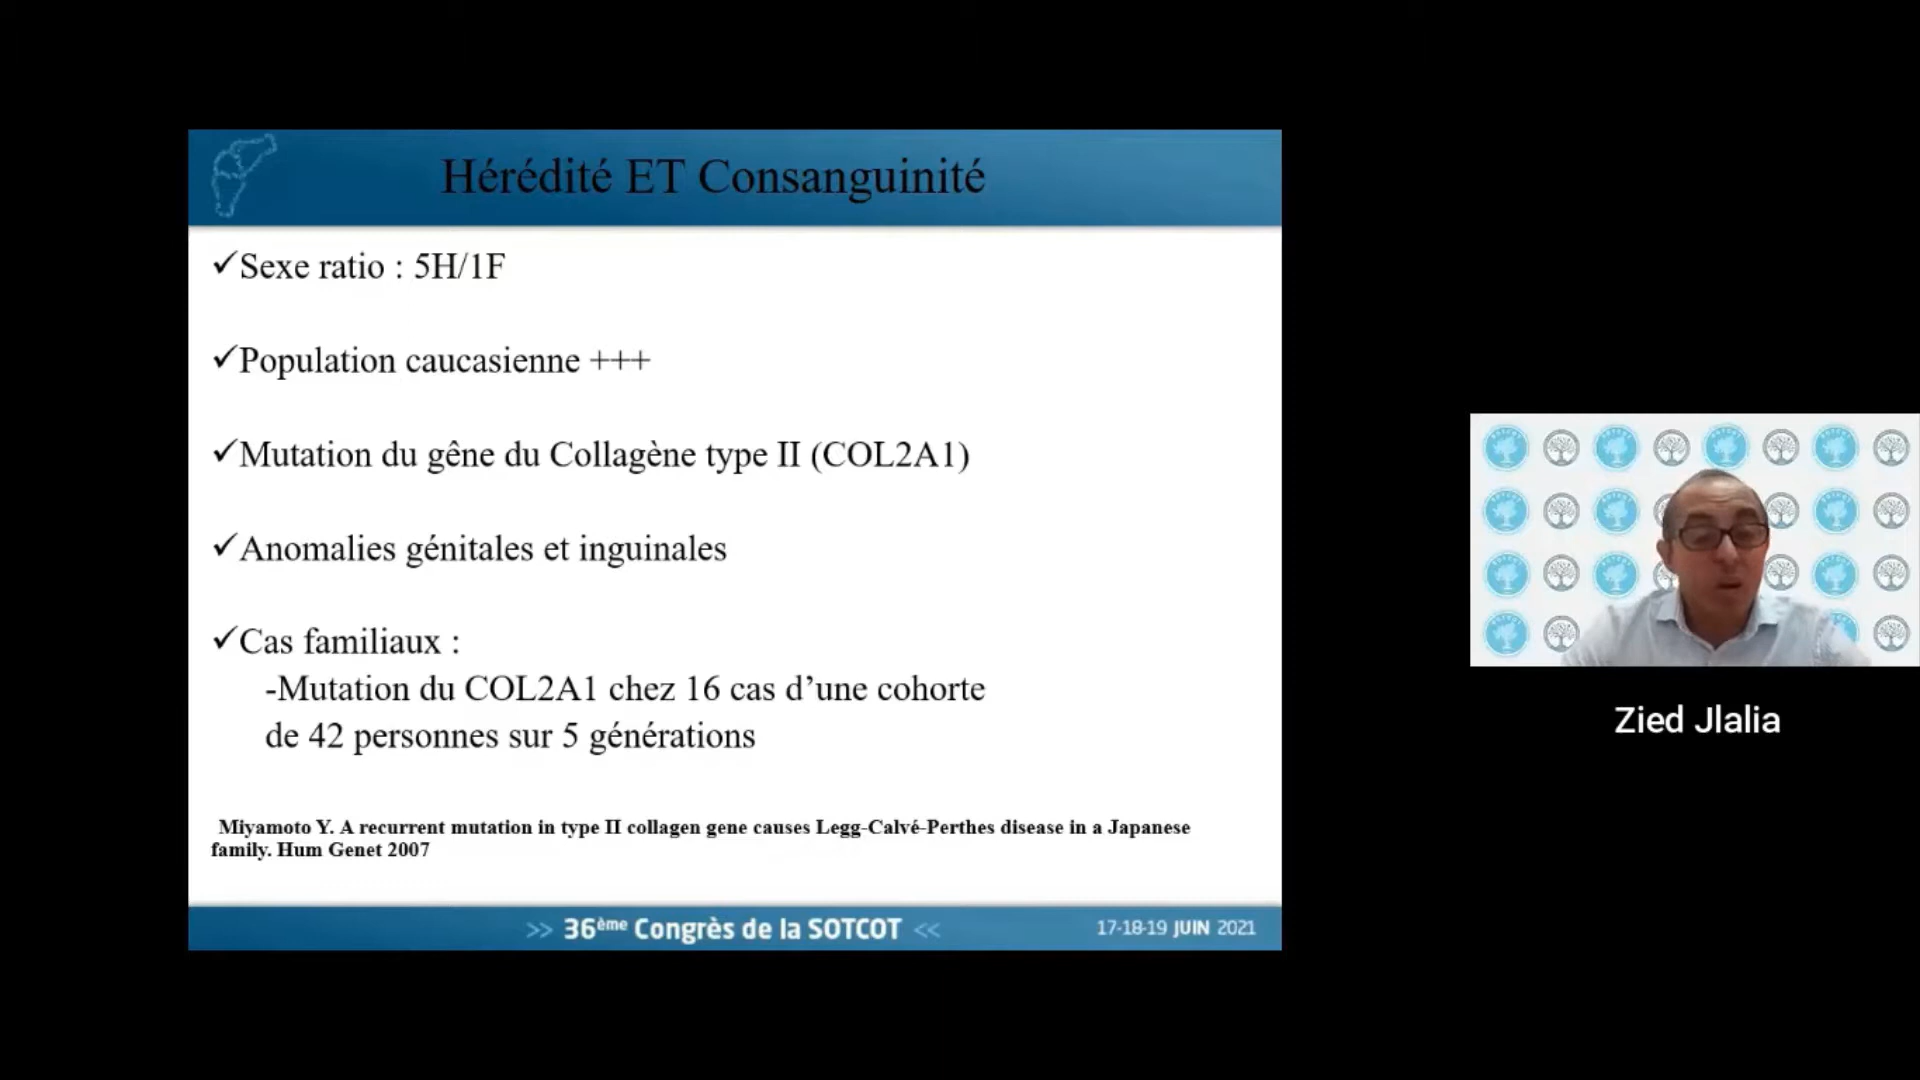 Hérédité ET Consanguinité
✓Sexe ratio : 5H/1F
✓Population caucasienne +++
✓Mutation du gêne du Collagène type II (COL2A1)
✓Anomalies génitales et inguinales
✓Cas familiaux :
-Mutation du COL2A1 chez 16 cas d’une cohorte
de 42 personnes sur 5 générations
Miyamoto Y. A recurrent mutation in type II collagen gene causes Legg-Calvé-Perthes disease in a Japanese
family. Hum Genet 2007
>> 36ème Congrès de la SOTCOT <<
17-18-19 JUIN 2021
Zied Jlalia